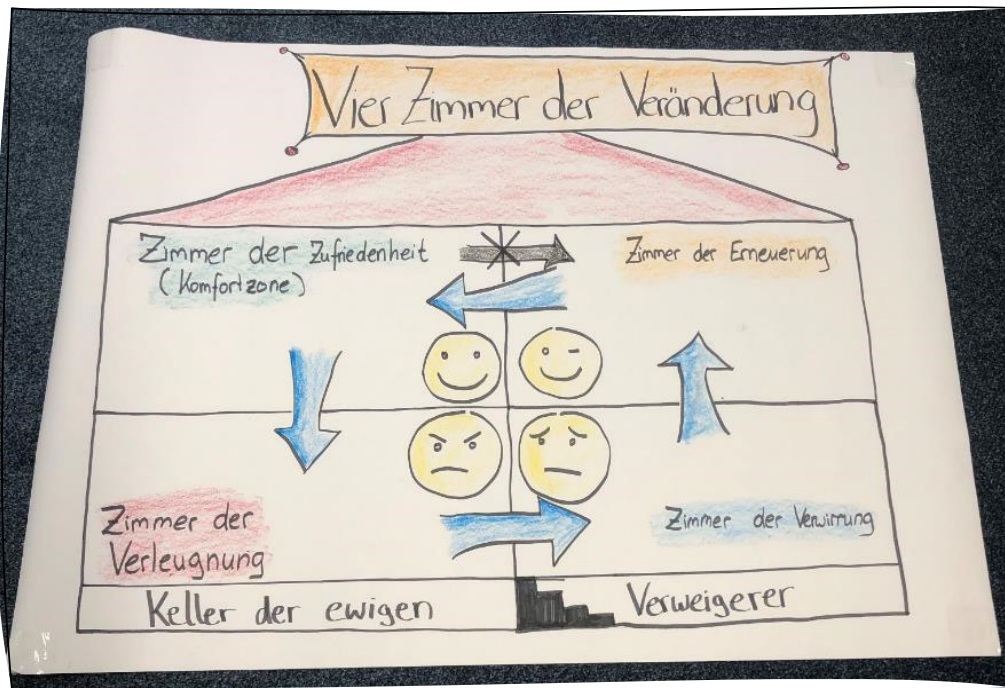 Vier Zimmer der Veränderung
Zimmer der Zufriedenheit
(Komfortzone)
Zimmer der Erneuerung
Zimmer der
Verleugnung
Zimmer der Verwirrung
Keller der ewigen
Verweigerer